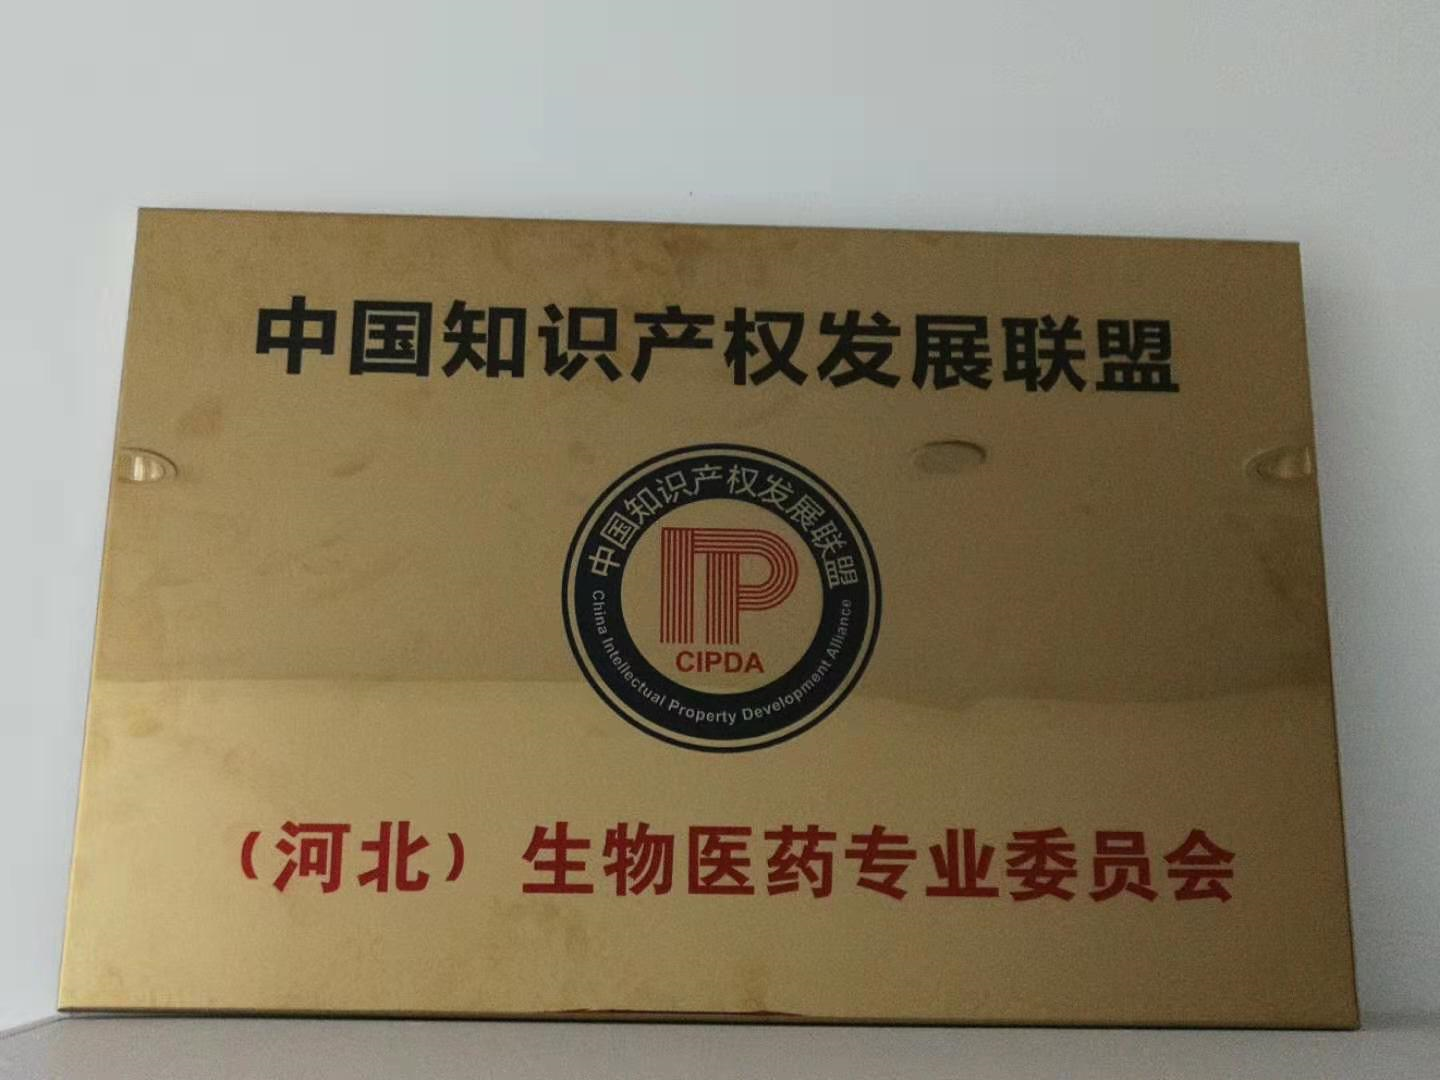 中国知识产权发展联盟
中国知识产权发展联盟
IP
CIPDA
China Intellectual Property Development Alliance
（河北）生物医药专业委员会